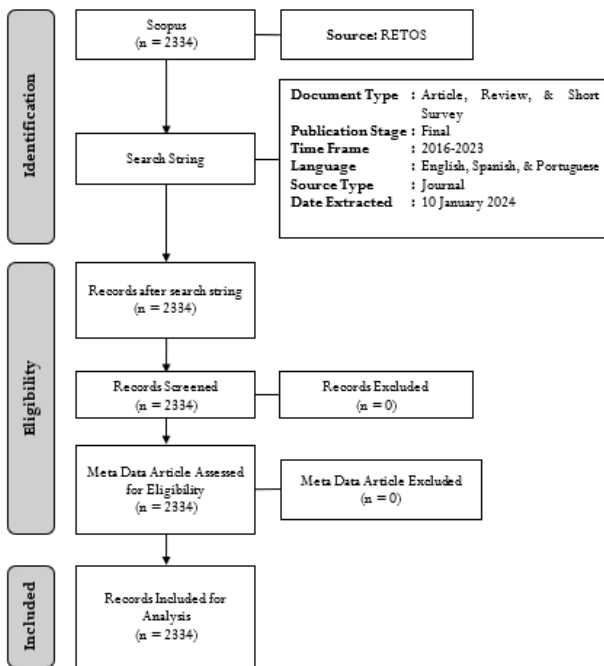 Identification
Scopus
(n = 2334)
Source: RETOS
Search String
Document Type : Article, Review, & Short
Survey
Publication Stage : Final
Time Frame : 2016-2023
Language : English, Spanish, & Portuguese
Source Type : Journal
Date Extracted : 10 January 2024
Eligibility
Records after search string
(n = 2334)
Records Screened
(n = 2334)
Records Excluded
(n = 0)
Meta Data Article Assessed
for Eligibility
(n = 2334)
Meta Data Article Excluded
(n = 0)
Included
Records Included for
Analysis
(n = 2334)